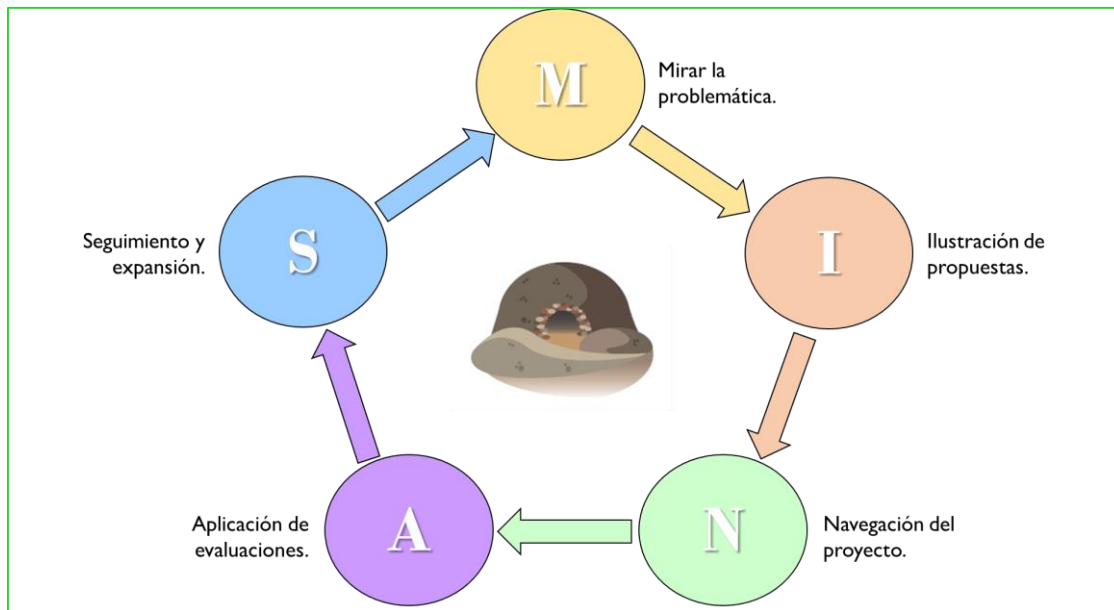 M
Mirar la
problemática.
I
Ilustración de
propuestas.
N
Navegación del
proyecto.
A
Aplicación de
evaluaciones.
S
Seguimiento y
expansión.